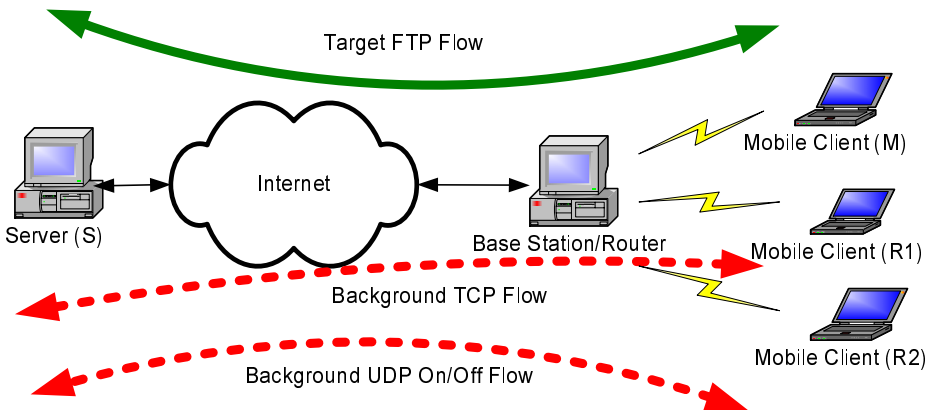 Target FTP Flow
Mobile Client (M)
Internet
Server (S)
Base Station/Router
Mobile Client (R1)
Background TCP Flow
Mobile Client (R2)
Background UDP On/Off Flow